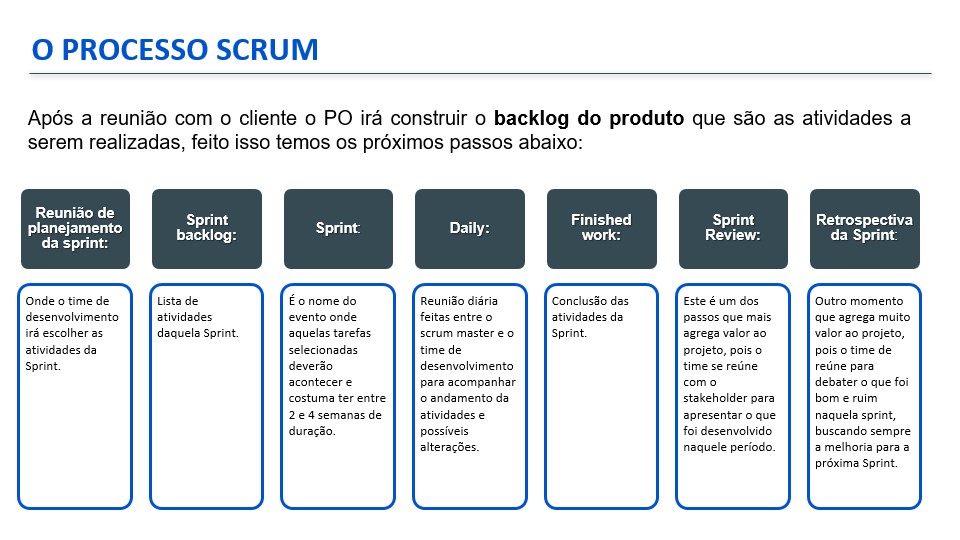 O PROCESSO SCRUM
Após a reunião com o cliente o PO irá construir o backlog do produto que são as atividades a
serem realizadas, feito isso temos os próximos passos abaixo:
Reunião de
planejamento
da sprint:
Onde o time de
desenvolvimento
irá escolher as
atividades da
Sprint.
Sprint
backlog:
Lista de
atividades
daquela Sprint.
Sprint:
É o nome do
evento onde
aquelas tarefas
selecionadas
deverão
acontecer e
costuma ter entre
2 e 4 semanas de
duração.
Daily:
Reunião diária
feitas entre o
scrum master e o
time de
desenvolvimento
para acompanhar
o andamento da
atividades e
possíveis
alterações.
Finished
work:
Conclusão das
atividades da
Sprint.
Sprint
Review:
Este é um dos
passos que mais
agrega valor ao
projeto, pois o
time se reúne
com o
stakeholder para
apresentar o que
foi desenvolvido
naquele período.
Retrospectiva
da Sprint:
Outro momento
que agrega muito
valor ao projeto,
pois o time de
reúne para
debater o que foi
bom e ruim
naquela sprint,
buscando sempre
a melhoria para a
próxima Sprint.